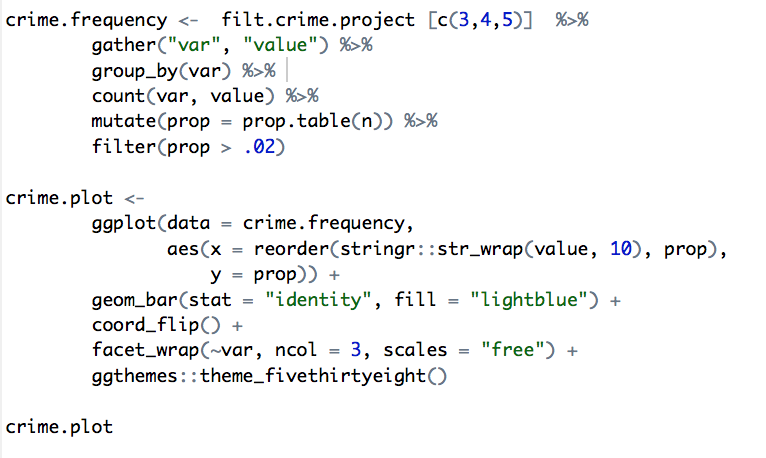 crime.frequency <-  filt.crime.project [c(3,4,5)]  %>%
        gather("var", "value") %>%
        group_by(var) %>%
        count(var, value) %>%
        mutate(prop = prop.table(n)) %>%
        filter(prop > .02)

crime.plot <-
        ggplot(data = crime.frequency,
               aes(x = reorder(stringr::str_wrap(value, 10), prop),
                   y = prop)) +
        geom_bar(stat = "identity", fill = "lightblue") +
        coord_flip() +
        facet_wrap(~var, ncol = 3, scales = "free") +
        ggthemes::theme_fivethirtyeight()

crime.plot